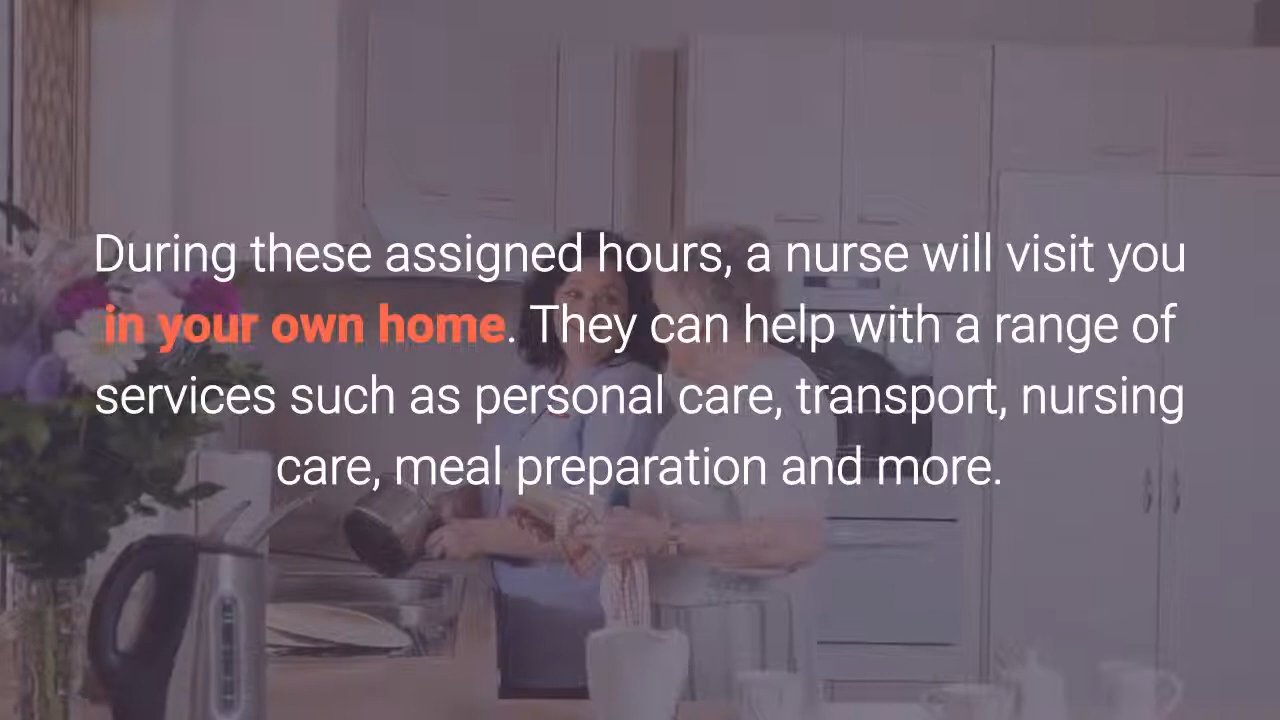 During these assigned hours, a nurse will visit you
in your own home. They can help with a range of
services such as personal care, transport, nursing
care, meal preparation and more.